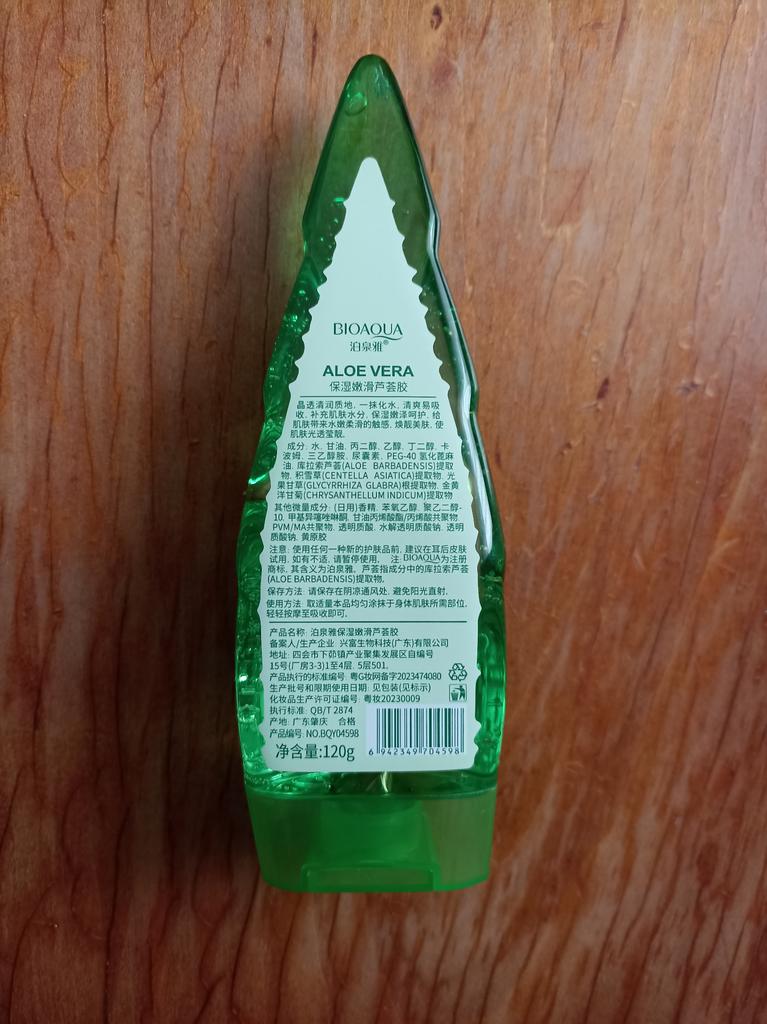 BIOAQUA
泊泉雅®
ALOE VERA
保湿嫩滑芦荟胶
晶透清润质地, 一抹化水, 清爽易吸
收, 补充肌肤水分, 保湿嫩泽呵护, 给
肌肤带来水嫩柔滑的触感, 焕靓美肤, 使
肌肤光透莹靓。
成分: 水, 甘油, 丙二醇, 乙醇, 丁二醇, 卡
波姆, 三乙醇胺, 尿囊素, PEG-40 氢化蓖麻
油, 库拉索芦荟(ALOE BARBADENSIS)提取
物, 积雪草(CENTELLA ASIATICA)提取物, 光
果甘草(GLYCYRRHIZA GLABRA)根提取物, 金黄
洋甘菊(CHRYSANTHELLUM INDICUM)提取物
其他微量成分: (日用)香精, 苯氧乙醇, 聚乙二醇-
10, 甲基异噻唑啉酮, 甘油丙烯酸酯/丙烯酸共聚物,
PVM/MA共聚物, 透明质酸, 水解透明质酸钠, 透明
质酸钠, 黄原胶
注意: 使用任何一种新的护肤品前, 建议在耳后皮肤
试用, 如有不适, 请暂停使用。 注: BIOAQUA为注册
商标, 其含义为泊泉雅。芦荟指成分中的库拉索芦荟
(ALOE BARBADENSIS)提取物。
保存方法: 请保存在阴凉通风处, 避免阳光直射。
使用方法: 取适量本品均匀涂抹于身体肌肤所需部位,
轻轻按摩至吸收即可。
产品名称: 泊泉雅保湿嫩滑芦荟胶
备案人/生产企业: 兴富生物科技(广东)有限公司
地址: 四会市下茆镇产业聚集发展区自编号
15号(厂房3-3)1至4层, 5层501。
产品执行的标准编号: 粤G妆网备字2023474080
生产批号和限期使用日期: 见包装(见标示)
化妆品生产许可证编号: 粤妆20230009
执行标准: QB/T 2874
产地: 广东肇庆 合格
产品编号: NO.BQY04598
净含量:120g
6 942349 704598